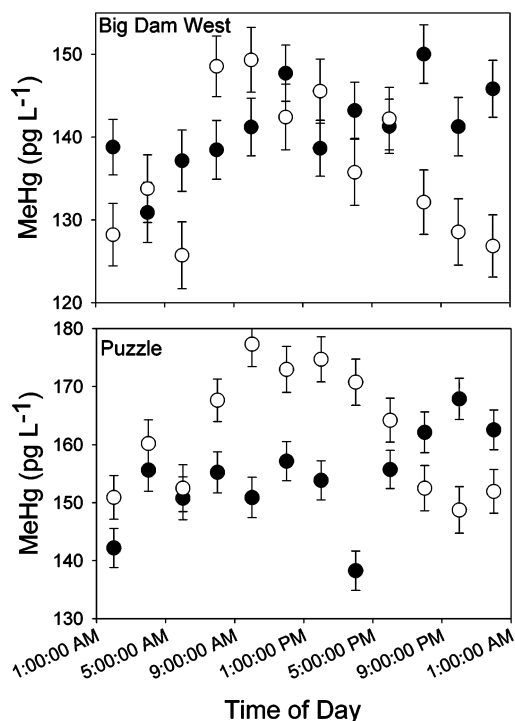 Big Dam West
150
140
130
120
MeHg (pg L-1)
Puzzle
180
170
160
150
140
130
MeHg (pg L-1)
1:00:00 AM
5:00:00 AM
9:00:00 AM
1:00:00 PM
5:00:00 PM
9:00:00 PM
1:00:00 AM
Time of Day